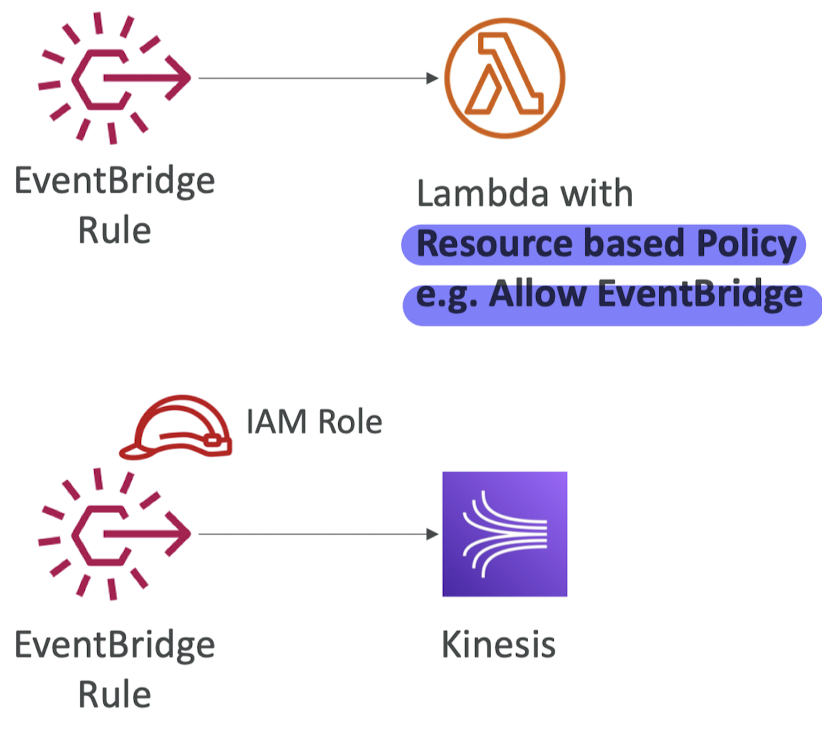 EventBridge
Rule
Lambda with
Resource based Policy
e.g. Allow EventBridge
IAM Role
EventBridge
Rule
Kinesis